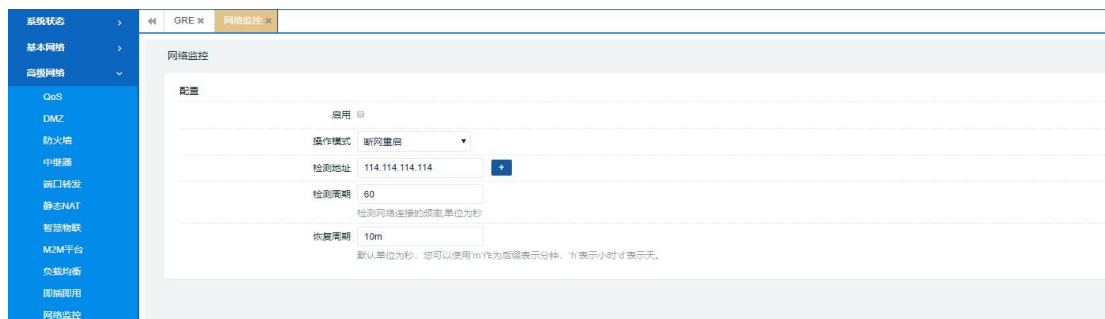 系统状态
基本网络
高级网络
QoS
DMZ
防火墙
中继器
端口转发
静态NAT
智慧物联
M2M平台
负载均衡
即插即用
网络监控
GRE 网络监控
网络监控
配置
启用
操作模式 断网重启
检测地址 114.114.114.114 +
检测周期 60
检测网络连接的频率,单位为秒
恢复周期 10m
默认单位为秒，您可以使用'm'作为后缀表示分钟，'h'表示小时'd'表示天。